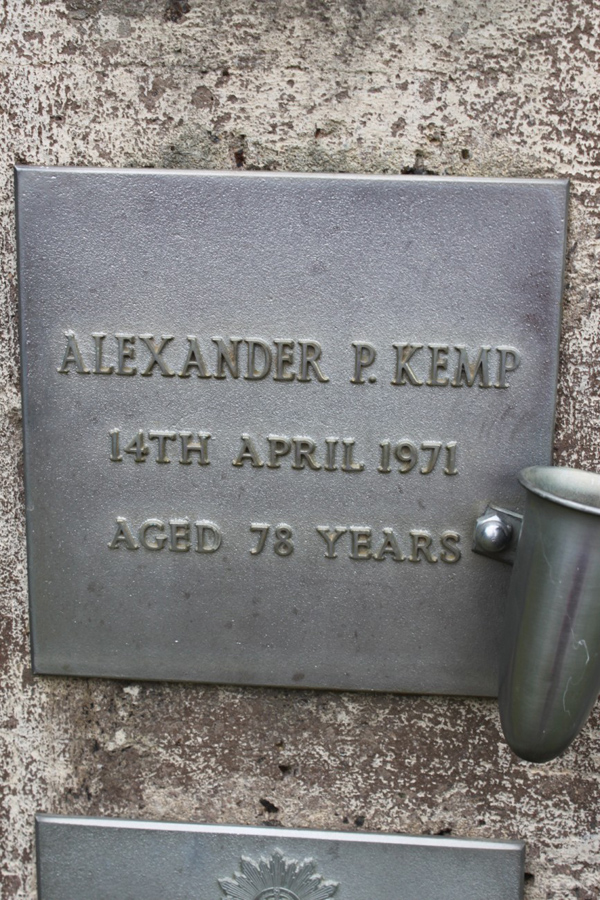 ALEXANDER P. KEMP
14TH APRIL 1971
AGED 78 YEARS